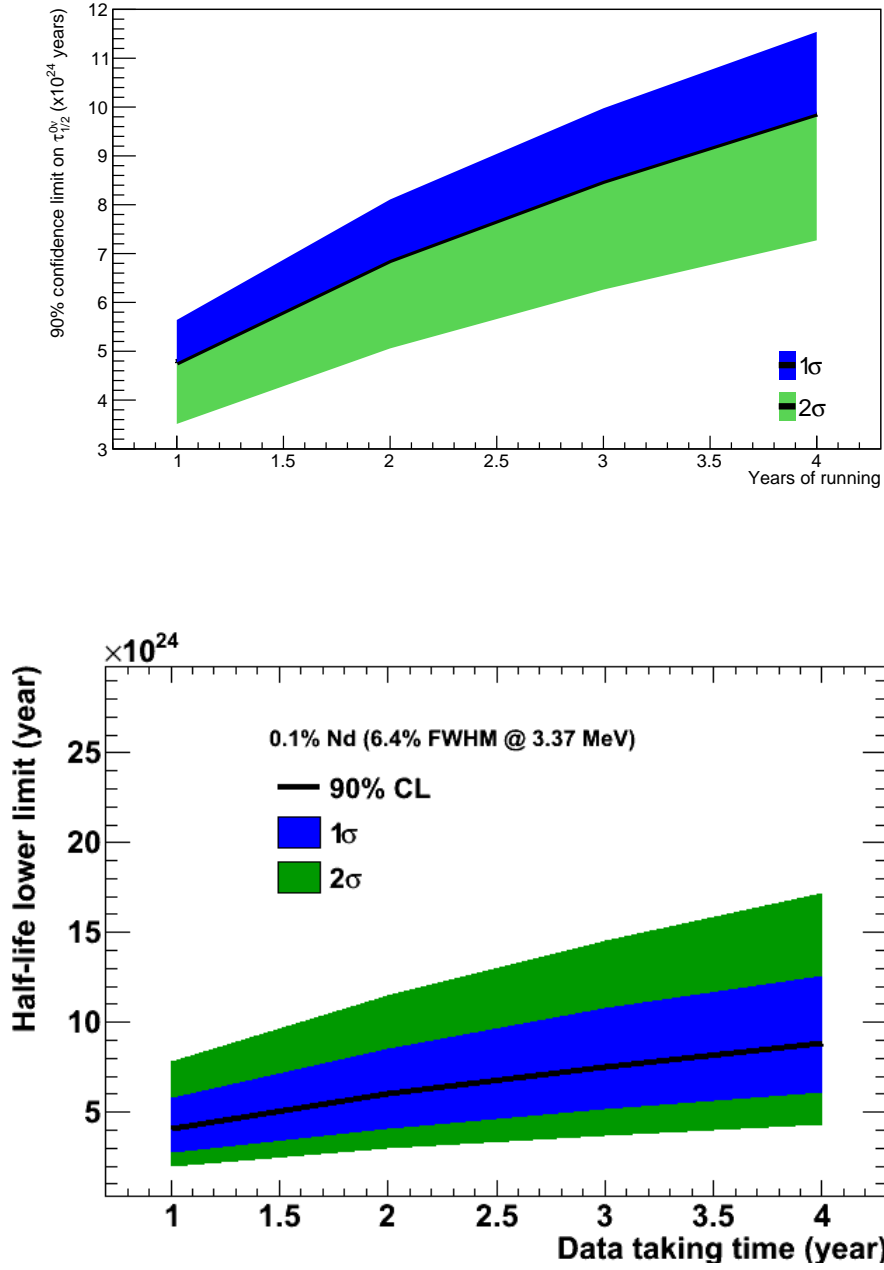 90% confidence limit on τ0ν1/2 (x10^24 years)
12
11
10
9
8
7
6
5
4
3
1σ
2σ
1 1.5 2 2.5 3 3.5 4
Years of running
×10^24
Half-life lower limit (year)
0.1% Nd (6.4% FWHM @ 3.37 MeV)
90% CL
1σ
2σ
25
20
15
10
5
1 1.5 2 2.5 3 3.5 4
Data taking time (year)